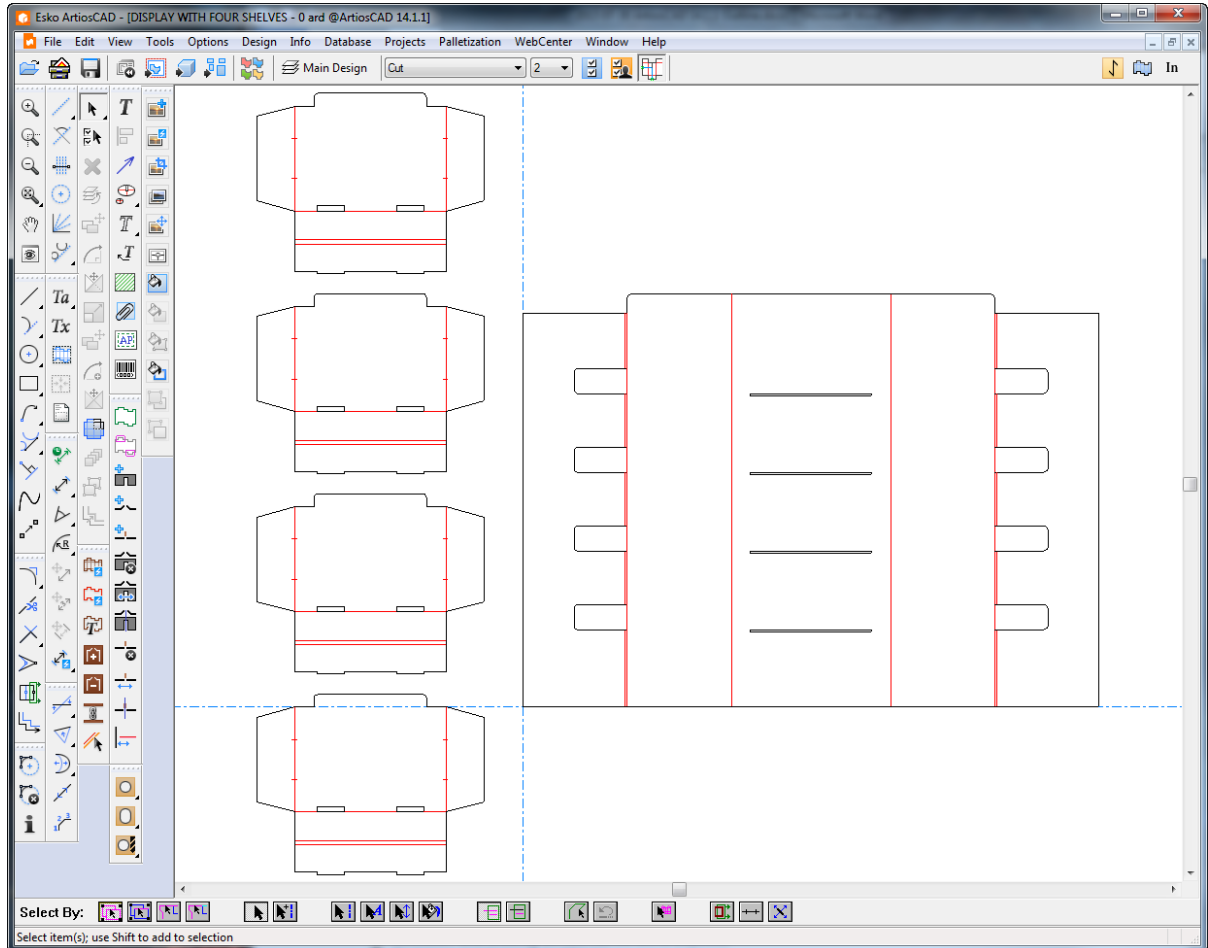 Esko ArtiosCAD - [DISPLAY WITH FOUR SHELVES - 0 ard @ArtiosCAD 14.1.1]
File Edit View Tools Options Design Info Database Projects Palletization WebCenter Window Help
Main Design Cut 2 In
T
T
T
Ta
Tx
AP
R
T
Select By:
Select item(s); use Shift to add to selection